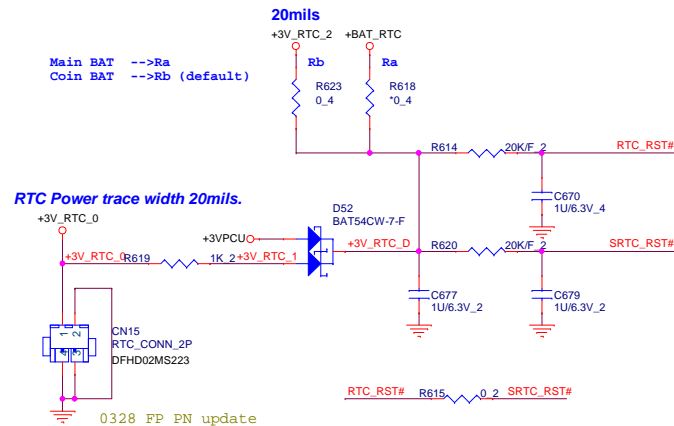 20mils
+3V_RTC_2 +BAT_RTC
Main BAT -->Ra
Coin BAT -->Rb (default)
Rb Ra
R623
0_4
R618
*0_4
R614 20K/F_2 RTC_RST#
C670
1U/6.3V_4
RTC Power trace width 20mils.
+3V_RTC_0
D52
BAT54CW-7-F
+3VPCU
+3V_RTC_0 R619 1K_2 +3V_RTC_1
+3V_RTC_D
R620 20K/F_2 SRTC_RST#
C677
1U/6.3V_2
C679
1U/6.3V_2
1 2
4 3
CN15
RTC_CONN_2P
DFHD02MS223
RTC_RST# R615 0_2 SRTC_RST#
0328 FP PN update